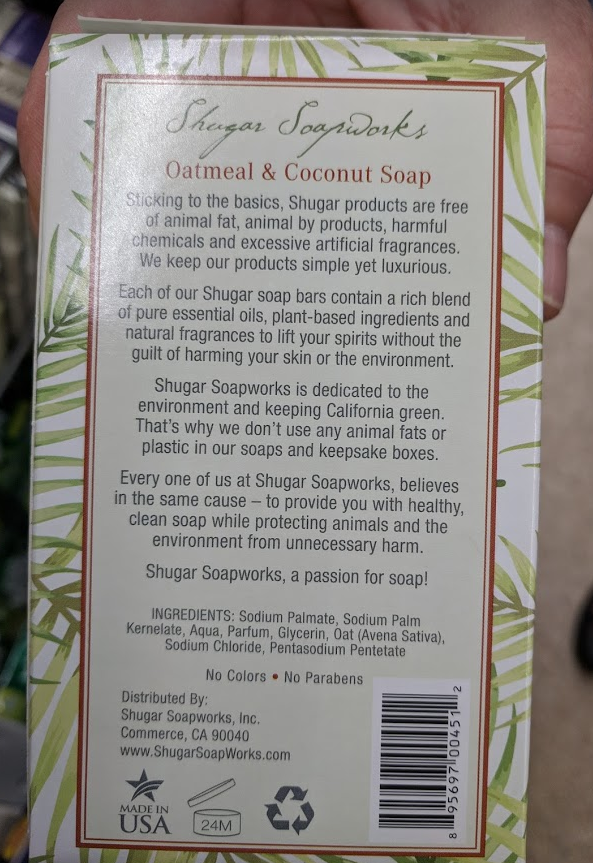 Shugar Soapworks
Oatmeal & Coconut Soap
Sticking to the basics, Shugar products are free
of animal fat, animal by products, harmful
chemicals and excessive artificial fragrances.
We keep our products simple yet luxurious.
Each of our Shugar soap bars contain a rich blend
of pure essential oils, plant-based ingredients and
natural fragrances to lift your spirits without the
guilt of harming your skin or the environment.
Shugar Soapworks is dedicated to the
environment and keeping California green.
That's why we don't use any animal fats or
plastic in our soaps and keepsake boxes.
Every one of us at Shugar Soapworks, believes
in the same cause – to provide you with healthy,
clean soap while protecting animals and the
environment from unnecessary harm.
Shugar Soapworks, a passion for soap!
INGREDIENTS: Sodium Palmate, Sodium Palm
Kernelate, Aqua, Parfum, Glycerin, Oat (Avena Sativa),
Sodium Chloride, Pentasodium Pentetate
No Colors • No Parabens
Distributed By:
Shugar Soapworks, Inc.
Commerce, CA 90040
www.ShugarSoapWorks.com
MADE IN
USA
24M
8 95697 00451 2